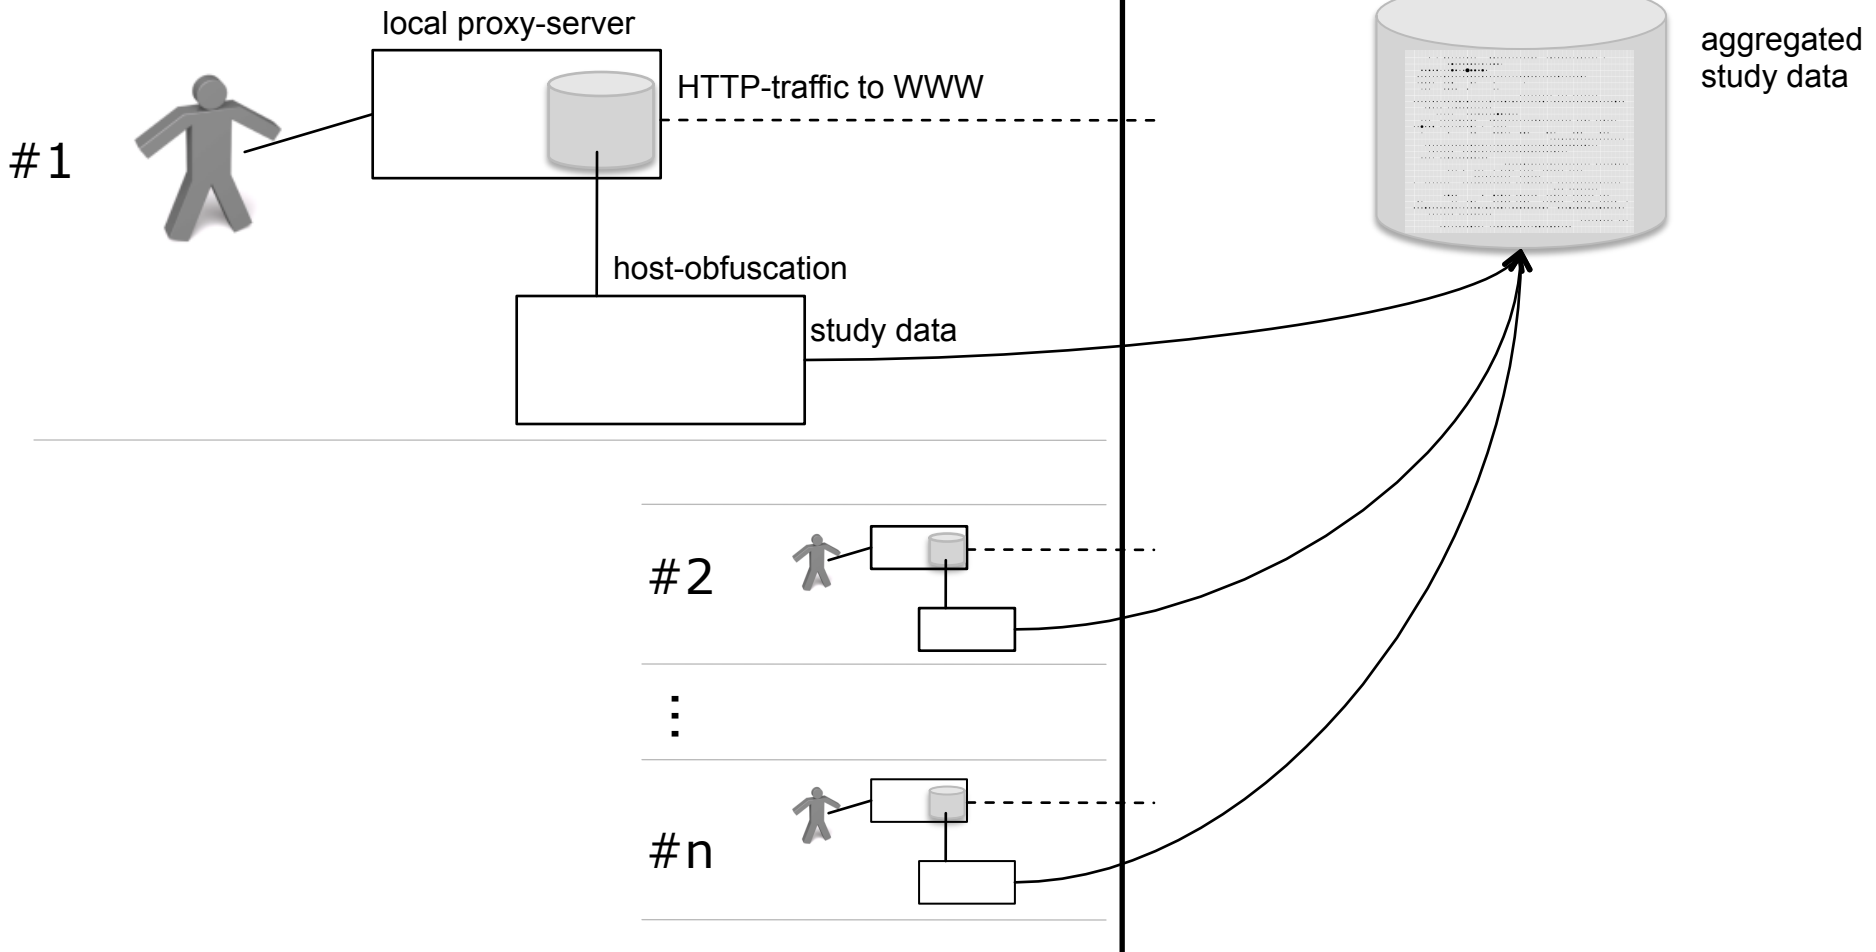 local proxy-server
HTTP-traffic to WWW
aggregated
study data
#1
host-obfuscation
study data
#2
⋮
#n